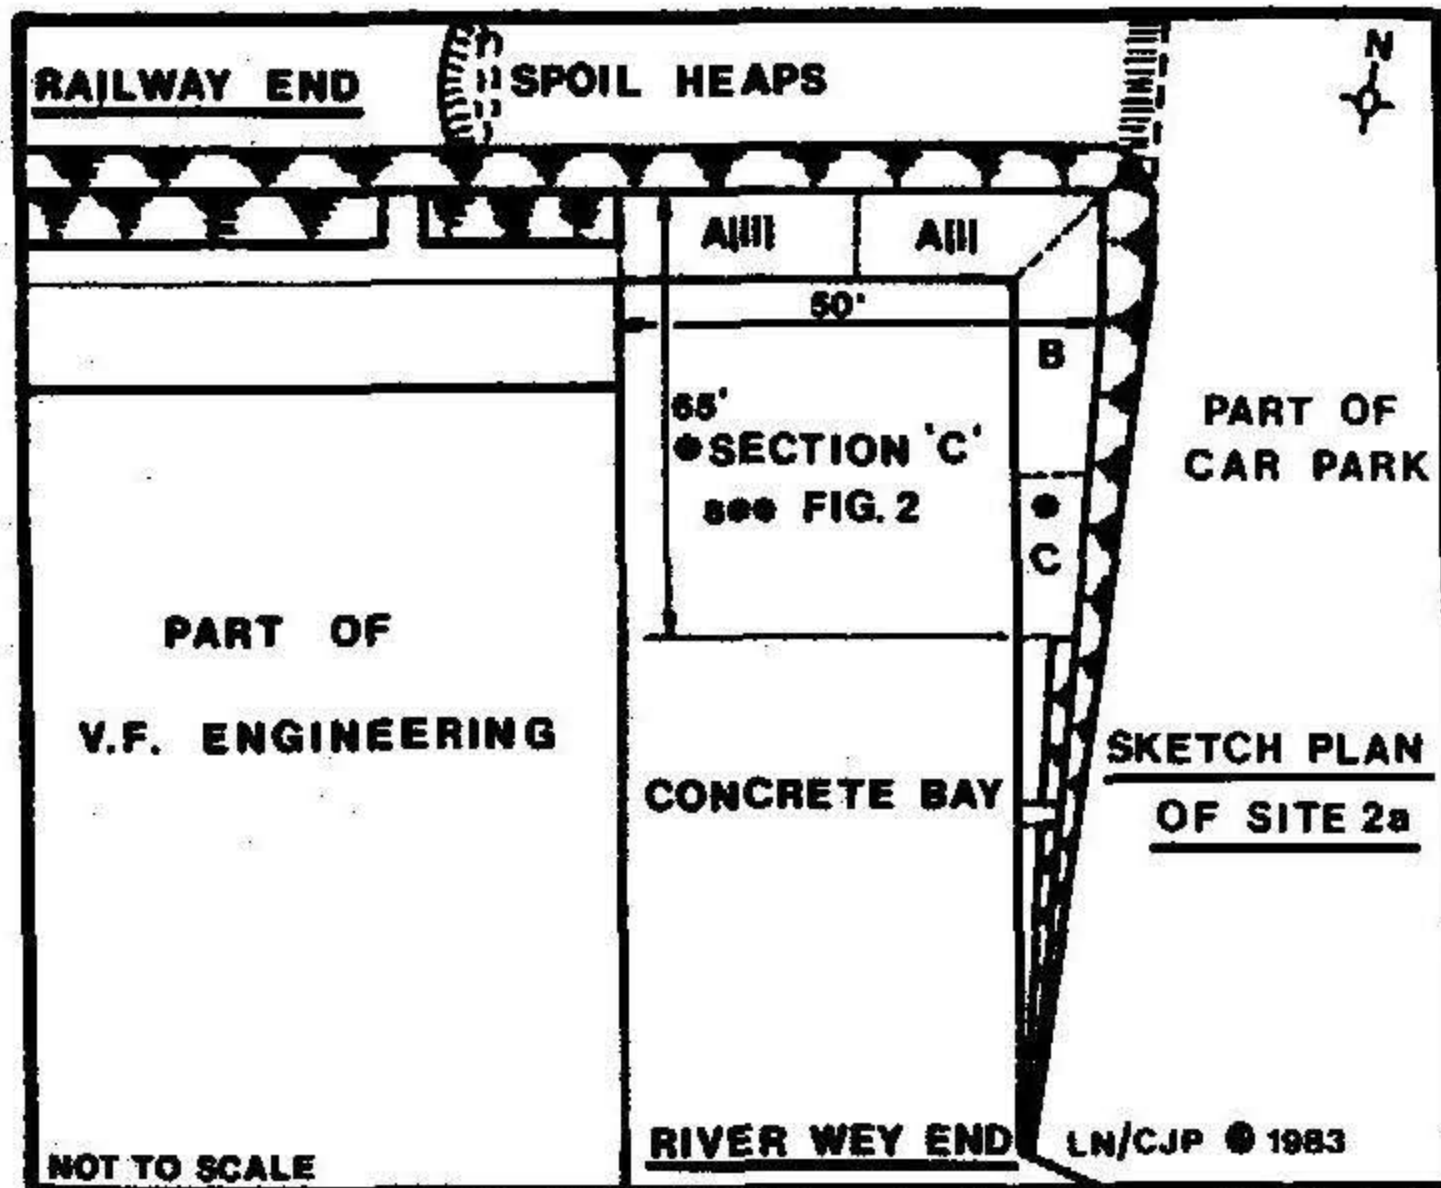 RAILWAY END
SPOIL HEAPS
N
50'
B
65'
SECTION 'C'
see FIG. 2
C
PART OF
CAR PARK
PART OF
V.F. ENGINEERING
CONCRETE BAY
SKETCH PLAN
OF SITE 2a
RIVER WEY END
LN/CJP 1983
NOT TO SCALE